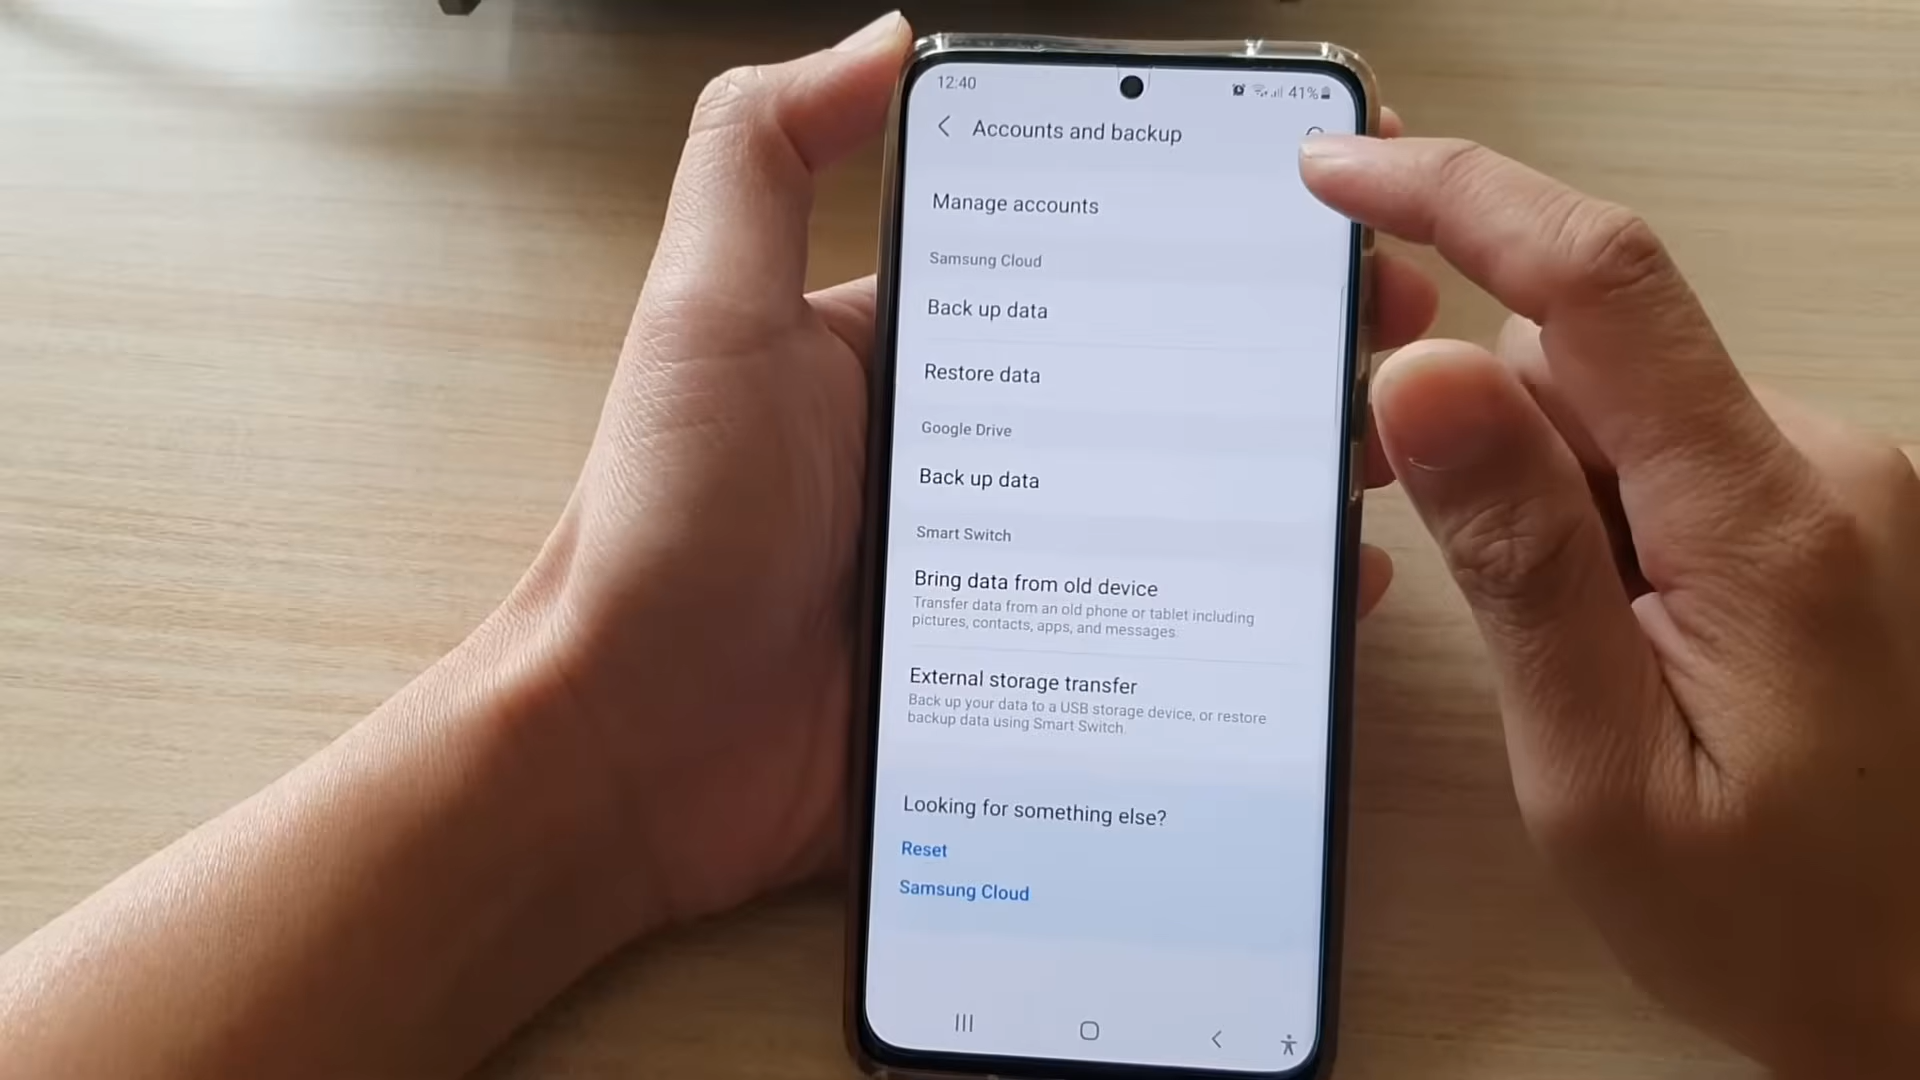 12:40
41%
Accounts and backup
Manage accounts
Samsung Cloud
Back up data
Restore data
Google Drive
Back up data
Smart Switch
Bring data from old device
Transfer data from an old phone or tablet including
pictures, contacts, apps, and messages.
External storage transfer
Back up your data to a USB storage device, or restore
backup data using Smart Switch.
Looking for something else?
Reset
Samsung Cloud